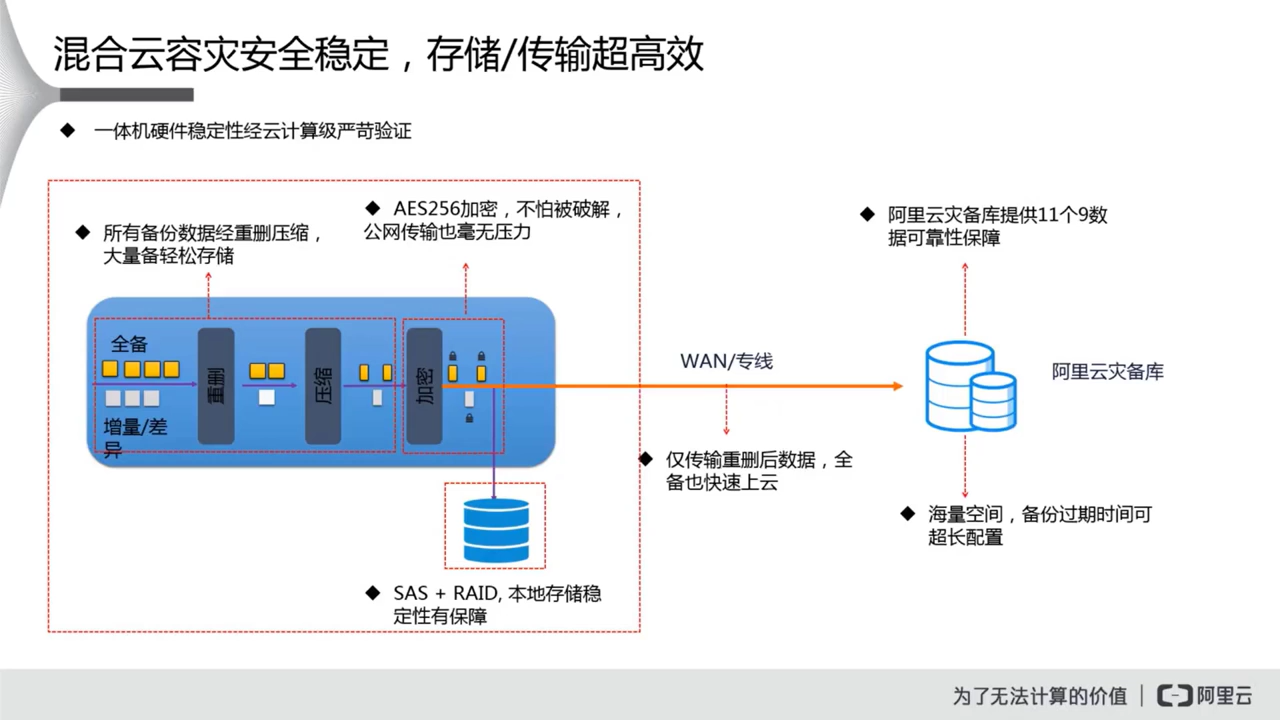 混合云容灾安全稳定，存储/传输超高效
◆ 一体机硬件稳定性经云计算级严苛验证
◆ 所有备份数据经重删压缩，
大量备轻松存储
◆ AES256加密，不怕被破解，
公网传输也毫无压力
◆ 阿里云灾备库提供11个9数
据可靠性保障
全备
增量/差
异
重删
压缩
加密
WAN/专线
阿里云灾备库
◆ 仅传输重删后数据，全
备也快速上云
◆ 海量空间，备份过期时间可
超长配置
◆ SAS + RAID, 本地存储稳
定性有保障
为了无法计算的价值 | 阿里云